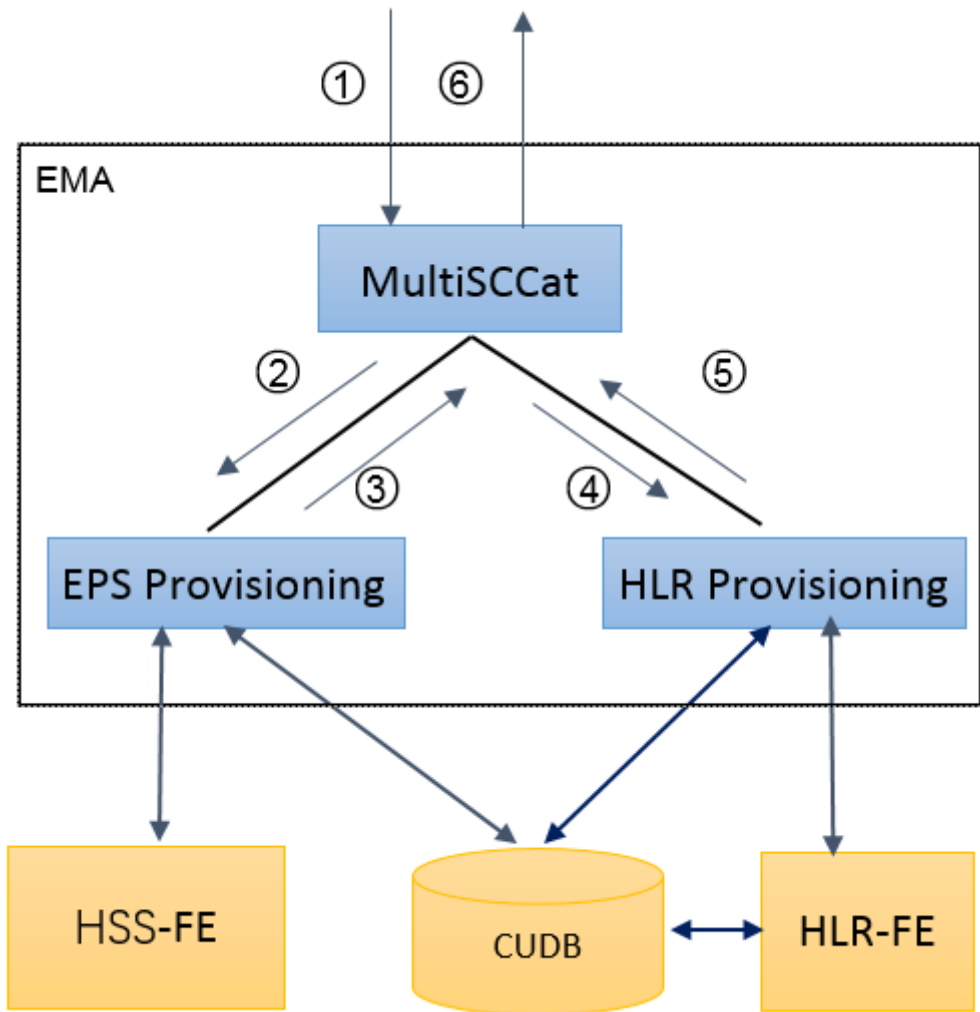 ①
⑥
EMA
MultiSCCat
②
⑤
③
④
EPS Provisioning
HLR Provisioning
HSS-FE
CUDB
HLR-FE